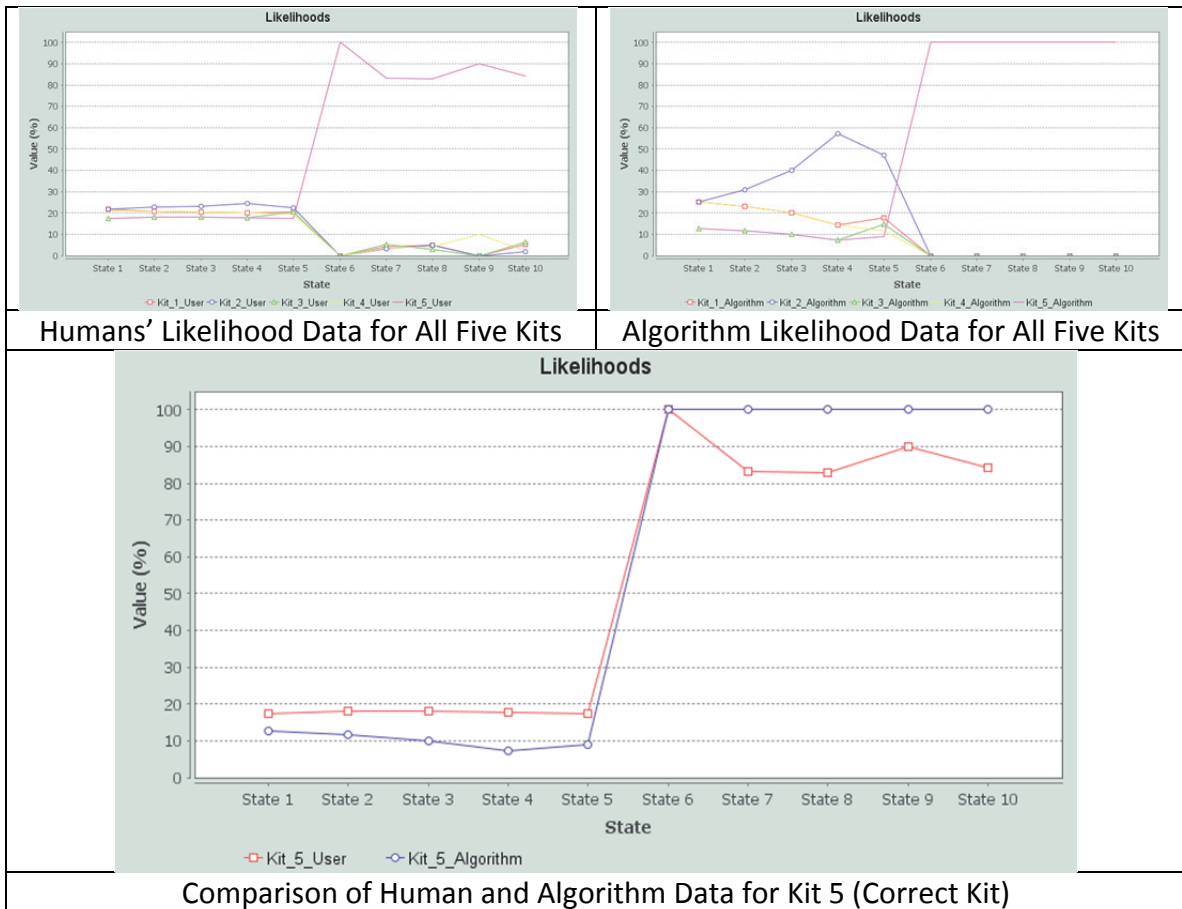 Likelihoods
Value (%)
100
90
80
70
60
50
40
30
20
10
0
State 1 State 2 State 3 State 4 State 5 State 6 State 7 State 8 State 9 State 10
State
Kit_1_User Kit_2_User Kit_3_User Kit_4_User Kit_5_User
Humans’ Likelihood Data for All Five Kits
Likelihoods
Value (%)
100
90
80
70
60
50
40
30
20
10
0
State 1 State 2 State 3 State 4 State 5 State 6 State 7 State 8 State 9 State 10
State
Kit_1_Algorithm Kit_2_Algorithm Kit_3_Algorithm Kit_4_Algorithm Kit_5_Algorithm
Algorithm Likelihood Data for All Five Kits
Likelihoods
Value (%)
100
90
80
70
60
50
40
30
20
10
0
State 1 State 2 State 3 State 4 State 5 State 6 State 7 State 8 State 9 State 10
State
Kit_5_User Kit_5_Algorithm
Comparison of Human and Algorithm Data for Kit 5 (Correct Kit)